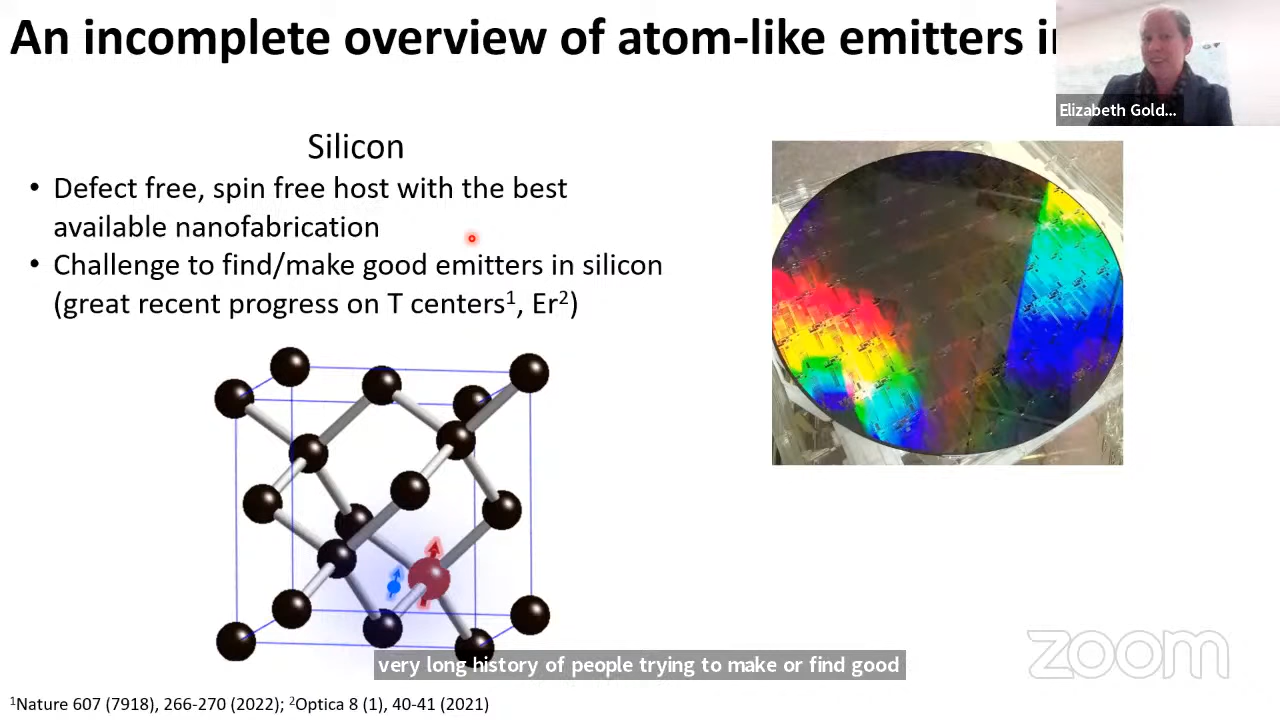 An incomplete overview of atom-like emitters in
Elizabeth Gold...
Silicon
• Defect free, spin free host with the best
available nanofabrication
• Challenge to find/make good emitters in silicon
(great recent progress on T centers¹, Er²)
very long history of people trying to make or find good
zoom
¹Nature 607 (7918), 266-270 (2022); ²Optica 8 (1), 40-41 (2021)